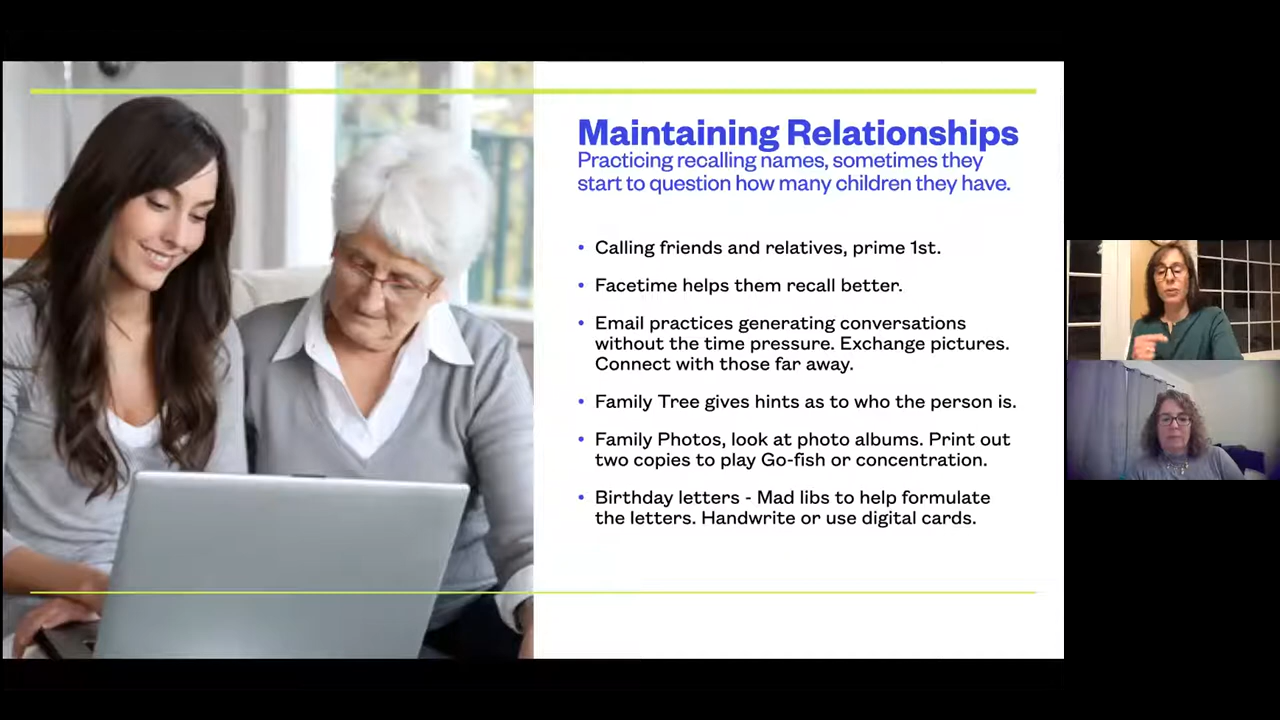 Maintaining Relationships
Practicing recalling names, sometimes they
start to question how many children they have.
• Calling friends and relatives, prime 1st.
• Facetime helps them recall better.
• Email practices generating conversations
without the time pressure. Exchange pictures.
Connect with those far away.
• Family Tree gives hints as to who the person is.
• Family Photos, look at photo albums. Print out
two copies to play Go-fish or concentration.
• Birthday letters - Mad libs to help formulate
the letters. Handwrite or use digital cards.